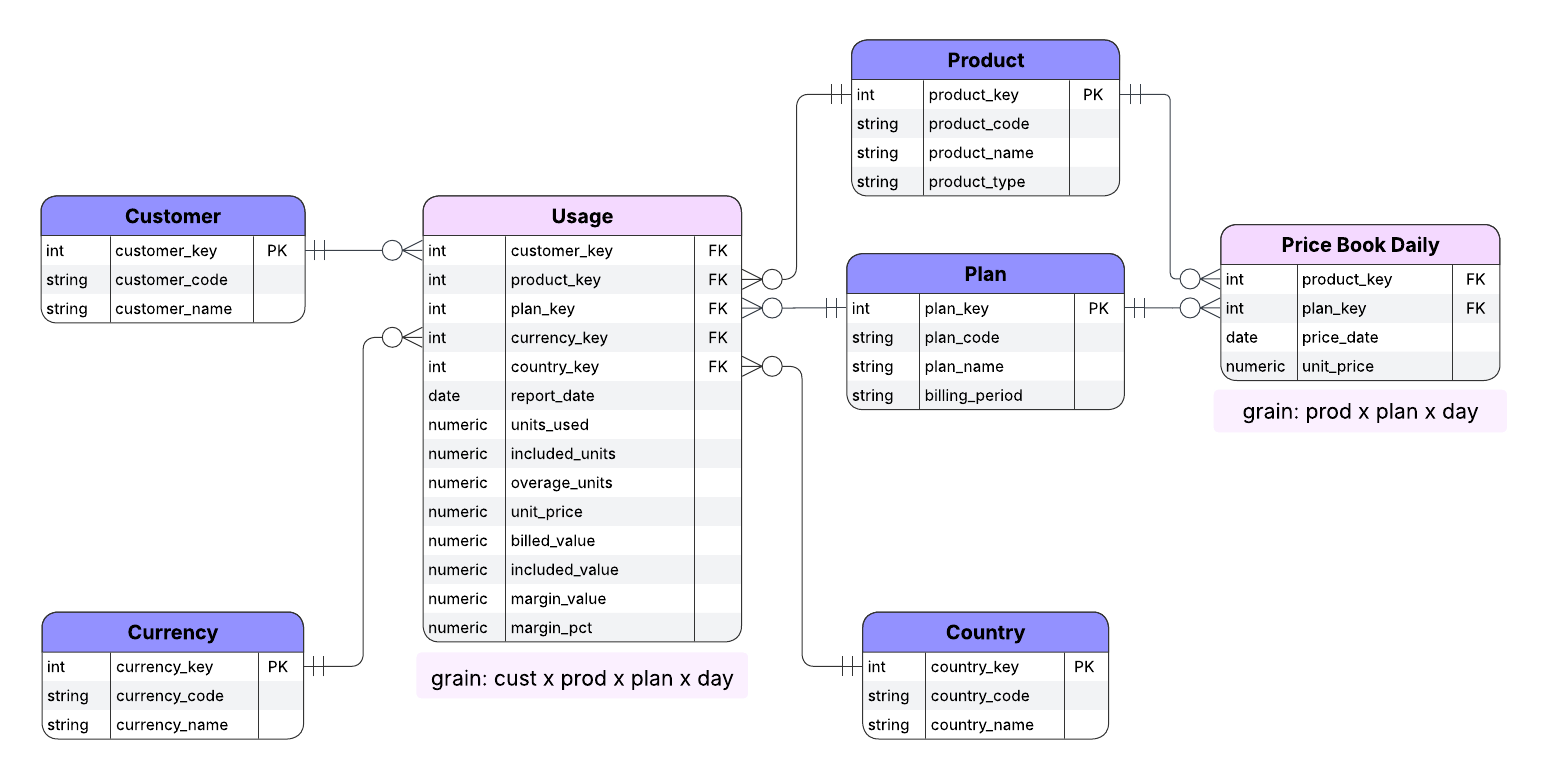 Product
int product_key PK
string product_code
string product_name
string product_type
Customer
int customer_key PK
string customer_code
string customer_name
Usage
int customer_key FK
int product_key FK
int plan_key FK
int currency_key FK
int country_key FK
date report_date
numeric units_used
numeric included_units
numeric overage_units
numeric unit_price
numeric billed_value
numeric included_value
numeric margin_value
numeric margin_pct
grain: cust x prod x plan x day
Plan
int plan_key PK
string plan_code
string plan_name
string billing_period
Price Book Daily
int product_key FK
int plan_key FK
date price_date
numeric unit_price
grain: prod x plan x day
Currency
int currency_key PK
string currency_code
string currency_name
Country
int country_key PK
string country_code
string country_name